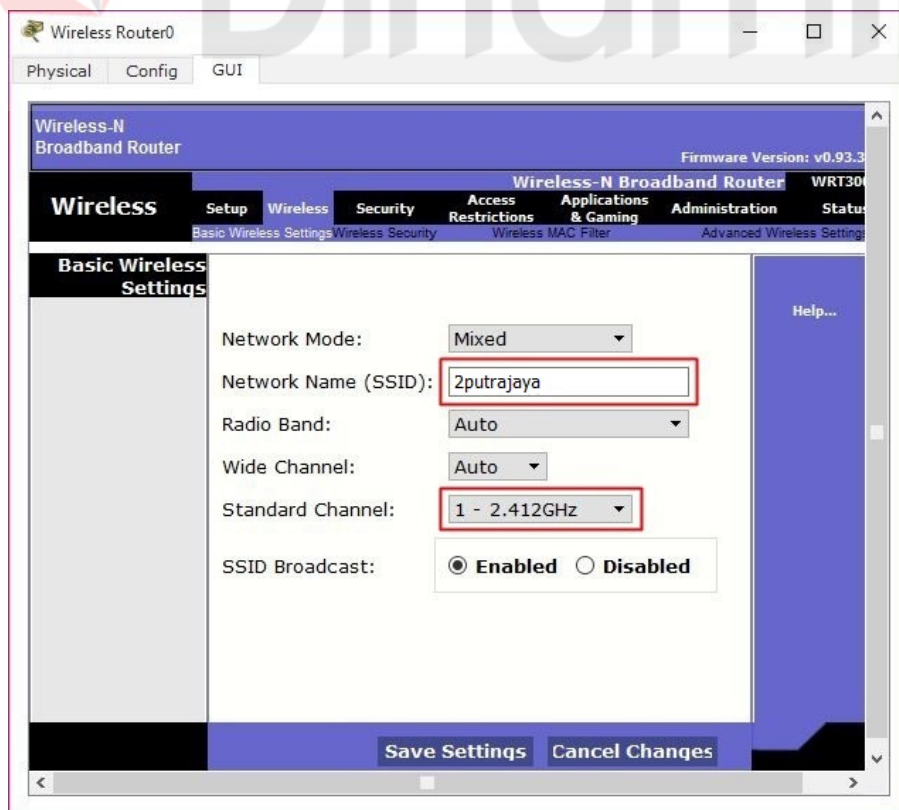 Wireless Router0
Physical Config GUI
Wireless-N
Broadband Router
Firmware Version: v0.93.3
Wireless-N Broadband Router WRT300
Wireless
Setup Wireless Security Access Restrictions Applications & Gaming Administration Status
Basic Wireless Settings Wireless Security Wireless MAC Filter Advanced Wireless Settings
Basic Wireless
Settings
Help...
Network Mode: Mixed
Network Name (SSID): 2putrajaya
Radio Band: Auto
Wide Channel: Auto
Standard Channel: 1 - 2.412GHz
SSID Broadcast: Enabled Disabled
Save Settings Cancel Changes